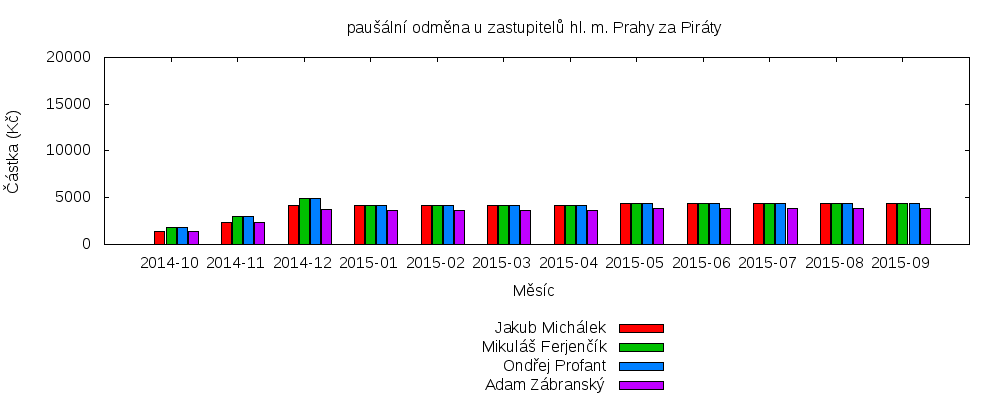 paušální odměna u zastupitelů hl. m. Prahy za Piráty
20000
15000
10000
5000
0
Částka (Kč)
2014-10 2014-11 2014-12 2015-01 2015-02 2015-03 2015-04 2015-05 2015-06 2015-07 2015-08 2015-09
Měsíc
Jakub Michálek
Mikuláš Ferjenčík
Ondřej Profant
Adam Zábranský